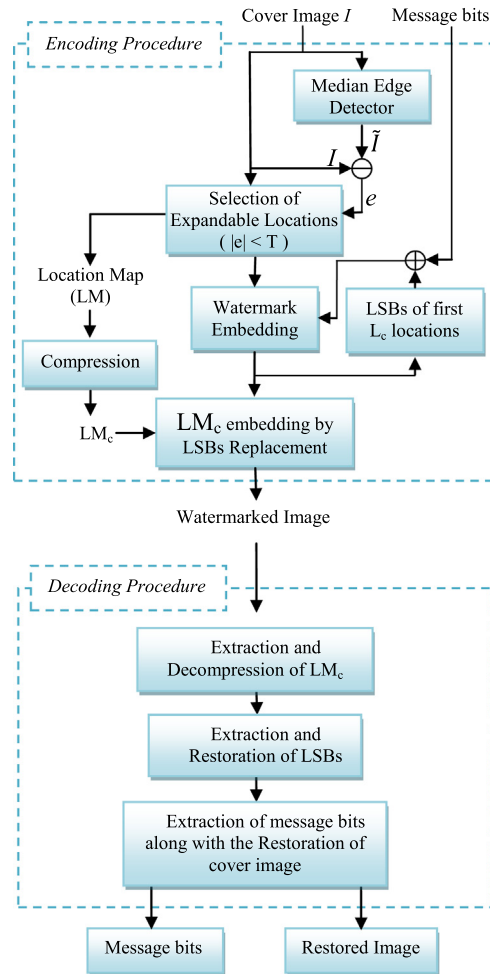 Cover Image I
Message bits
Encoding Procedure
Median Edge
Detector
Ĩ
I
e
Selection of
Expandable Locations
( |e| < T )
Location Map
(LM)
Watermark
Embedding
LSBs of first
Lc locations
Compression
LMc
LMc embedding by
LSBs Replacement
Watermarked Image
Decoding Procedure
Extraction and
Decompression of LMc
Extraction and
Restoration of LSBs
Extraction of message bits
along with the Restoration of
cover image
Message bits
Restored Image